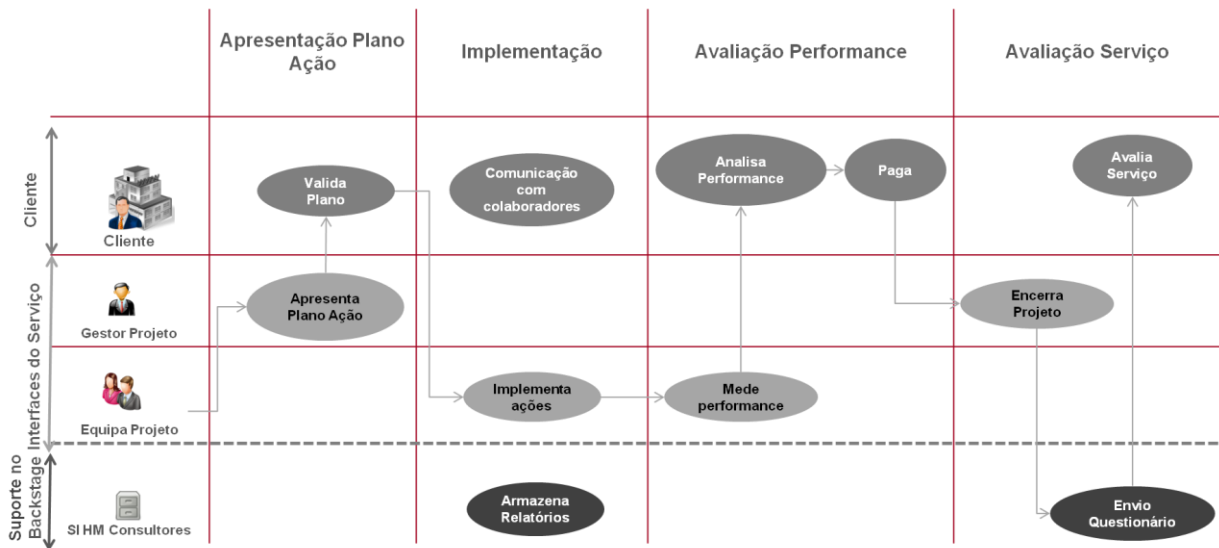 Apresentação Plano
Ação
Implementação
Avaliação Performance
Avaliação Serviço
Cliente
Cliente
Valida
Plano
Comunicação
com
colaboradores
Analisa
Performance
Paga
Avalia
Serviço
Interfaces do Serviço
Gestor Projeto
Apresenta
Plano Ação
Encerra
Projeto
Equipa Projeto
Implementa
ações
Mede
performance
Suporte no
Backstage
SI HM Consultores
Armazena
Relatórios
Envio
Questionário